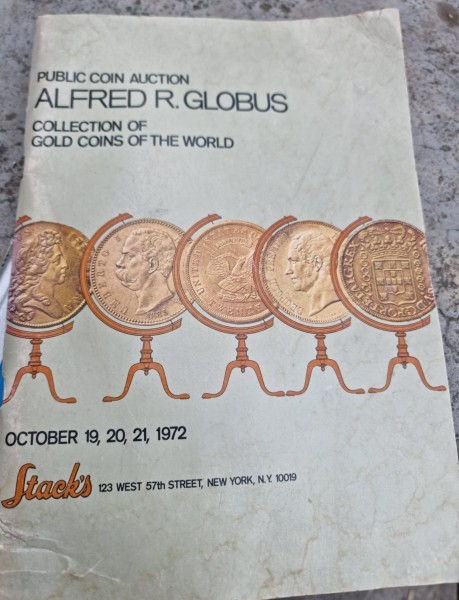 PUBLIC COIN AUCTION
ALFRED R. GLOBUS
COLLECTION OF
GOLD COINS OF THE WORLD
UMBERTO
OCTOBER 19, 20, 21, 1972
Stack's 123 WEST 57th STREET, NEW YORK, N.Y. 10019